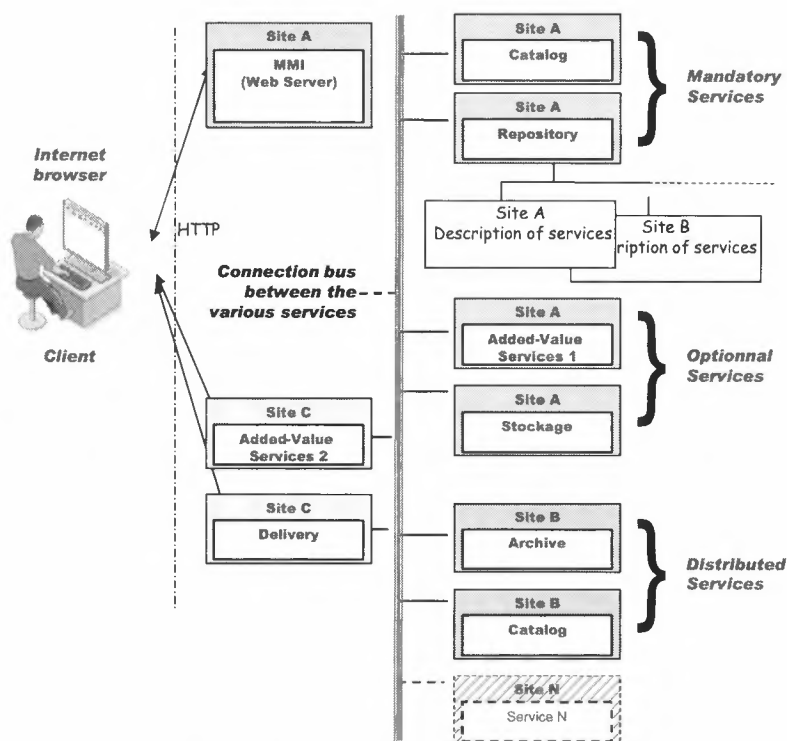 Site A
MMI
(Web Server)
Site A
Catalog
Mandatory
Services
Site A
Repository
Internet
browser
HTTP
Site A
Description of services
Site B
ription of services
Connection bus
between the
various services
Client
Site A
Added-Value
Services 1
Optionnal
Services
Site A
Stockage
Site C
Added-Value
Services 2
Site C
Delivery
Site B
Archive
Distributed
Services
Site B
Catalog
Site N
Service N